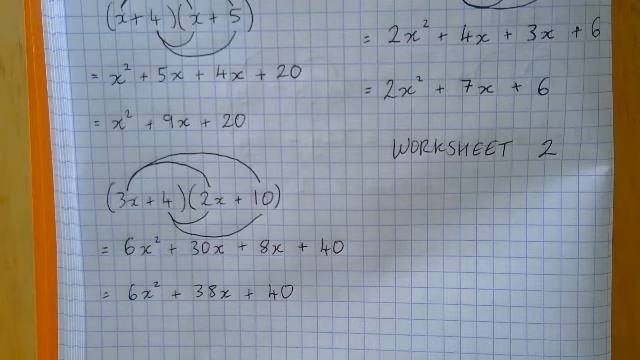 (x + 4)(x + 5)
= x² + 5x + 4x + 20
= x² + 9x + 20
(3x + 4)(2x + 10)
= 6x² + 30x + 8x + 40
= 6x² + 38x + 40
= 2x² + 4x + 3x + 6
= 2x² + 7x + 6
WORKSHEET 2